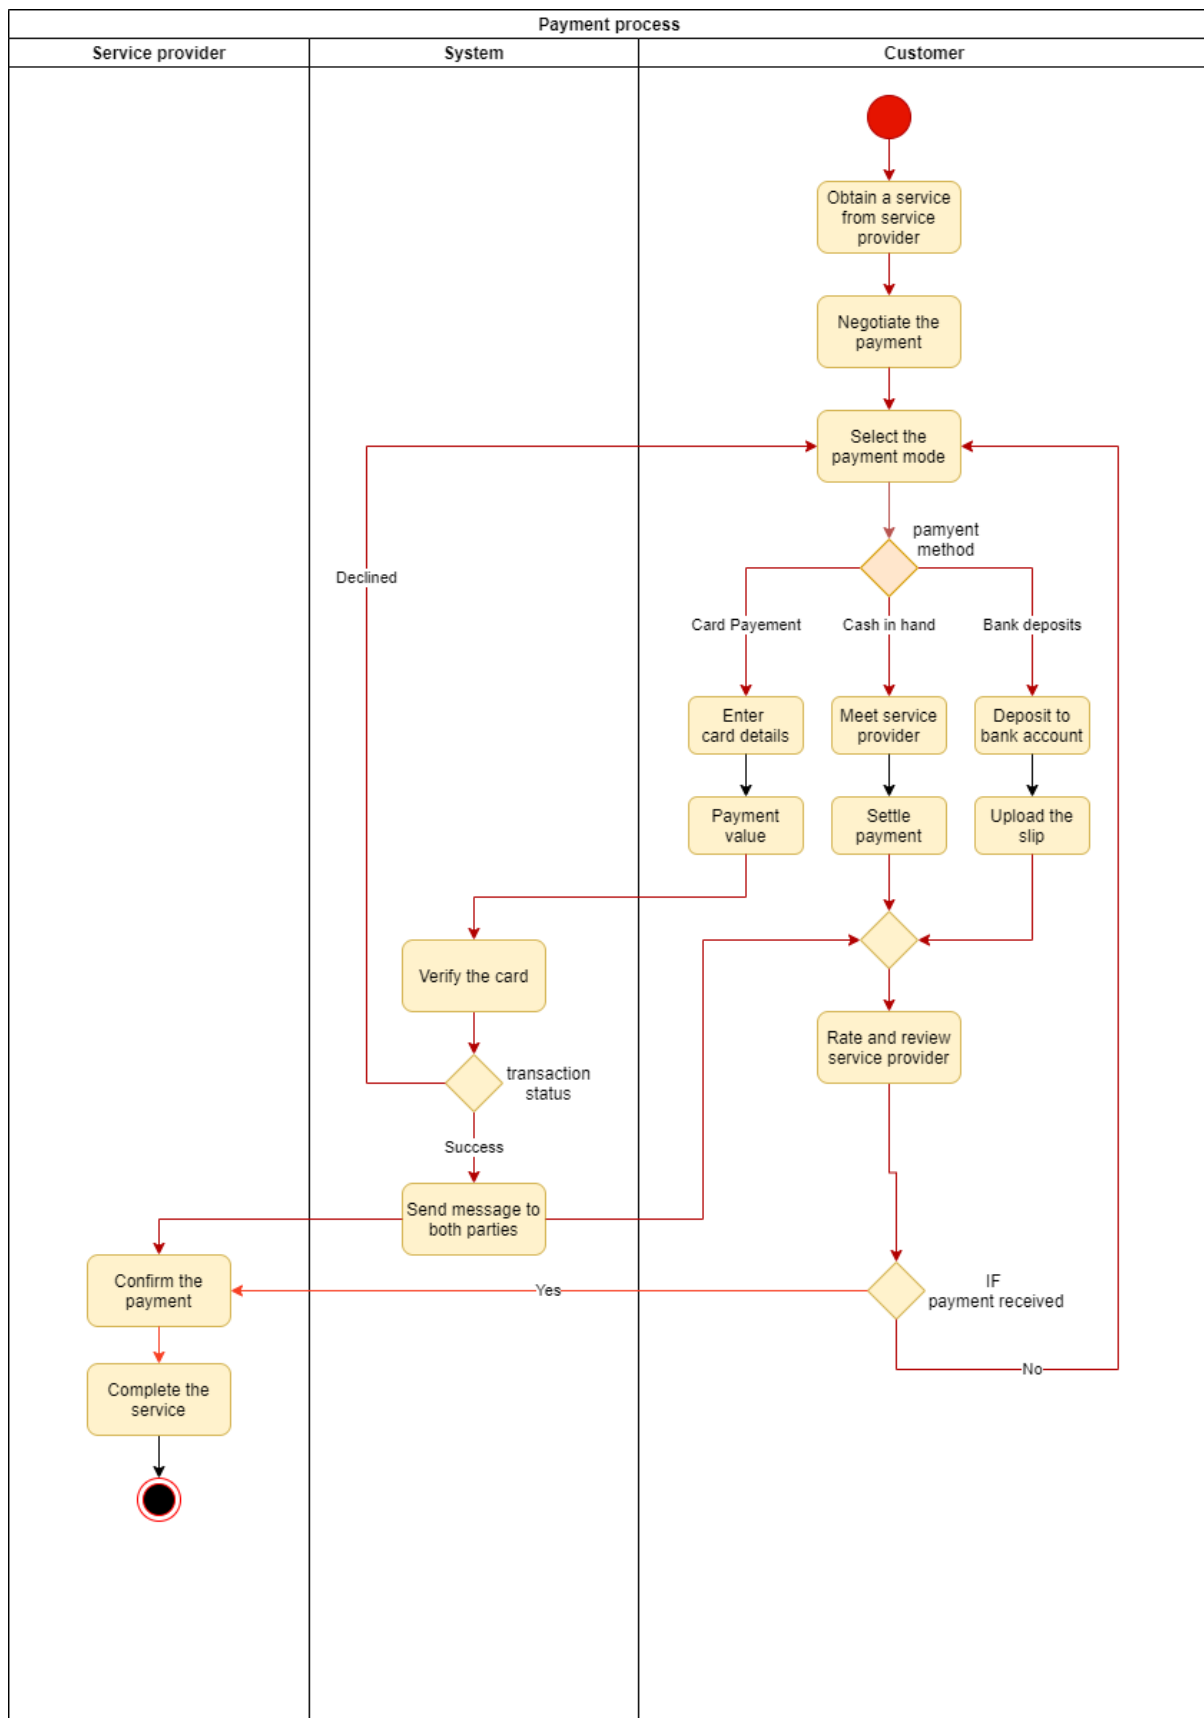 Payment process
Service provider
System
Customer
Obtain a service
from service
provider
Negotiate the
payment
Select the
payment mode
pamyent
method
Declined
Card Payement
Cash in hand
Bank deposits
Enter
card details
Meet service
provider
Deposit to
bank account
Payment
value
Settle
payment
Upload the
slip
Verify the card
Rate and review
service provider
transaction
status
Success
Send message to
both parties
Confirm the
payment
Yes
IF
payment received
No
Complete the
service